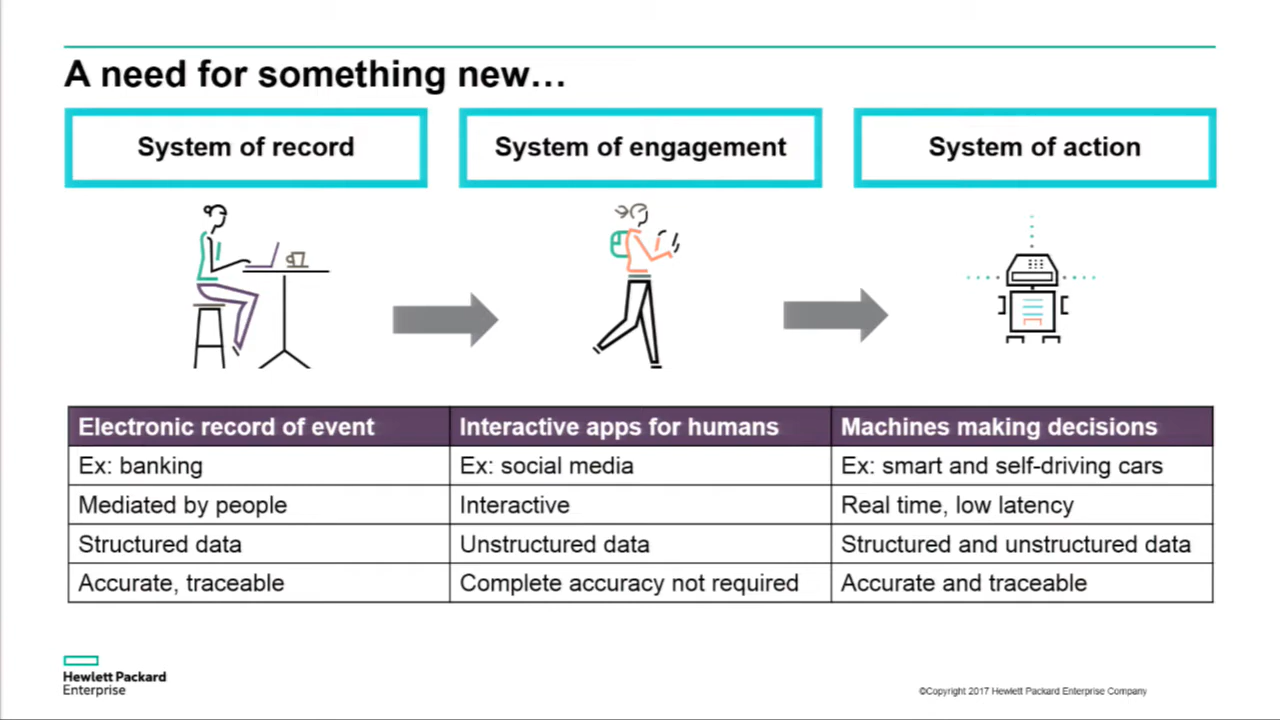 A need for something new…
System of record
System of engagement
System of action
Electronic record of event
Interactive apps for humans
Machines making decisions
Ex: banking
Ex: social media
Ex: smart and self-driving cars
Mediated by people
Interactive
Real time, low latency
Structured data
Unstructured data
Structured and unstructured data
Accurate, traceable
Complete accuracy not required
Accurate and traceable
Hewlett Packard
Enterprise
©Copyright 2017 Hewlett Packard Enterprise Company